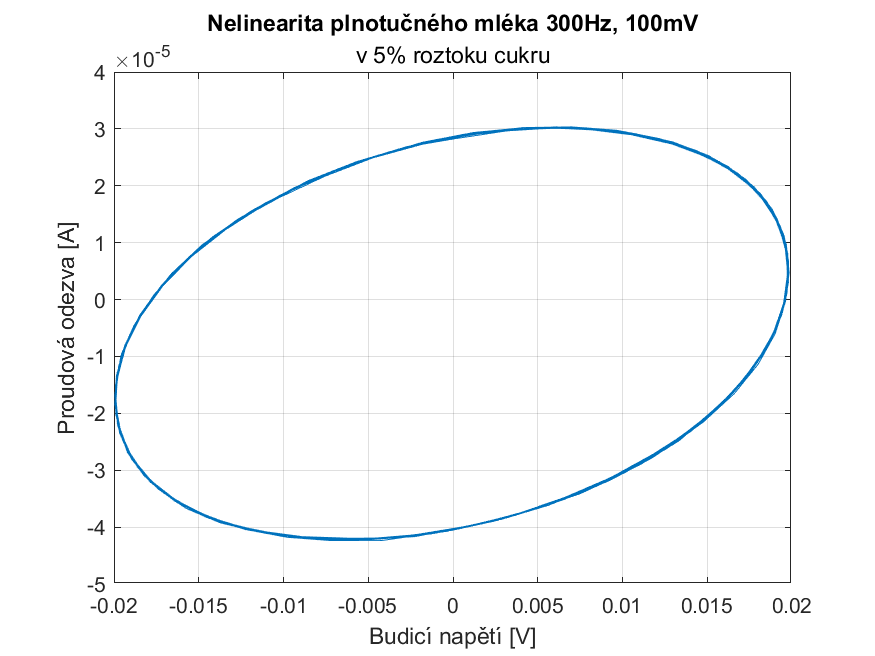 Nelinearita plnotučného mléka 300Hz, 100mV
v 5% roztoku cukru
×10-5
4
3
2
1
0
-1
-2
-3
-4
-5
Proudová odezva [A]
-0.02 -0.015 -0.01 -0.005 0 0.005 0.01 0.015 0.02
Budicí napětí [V]